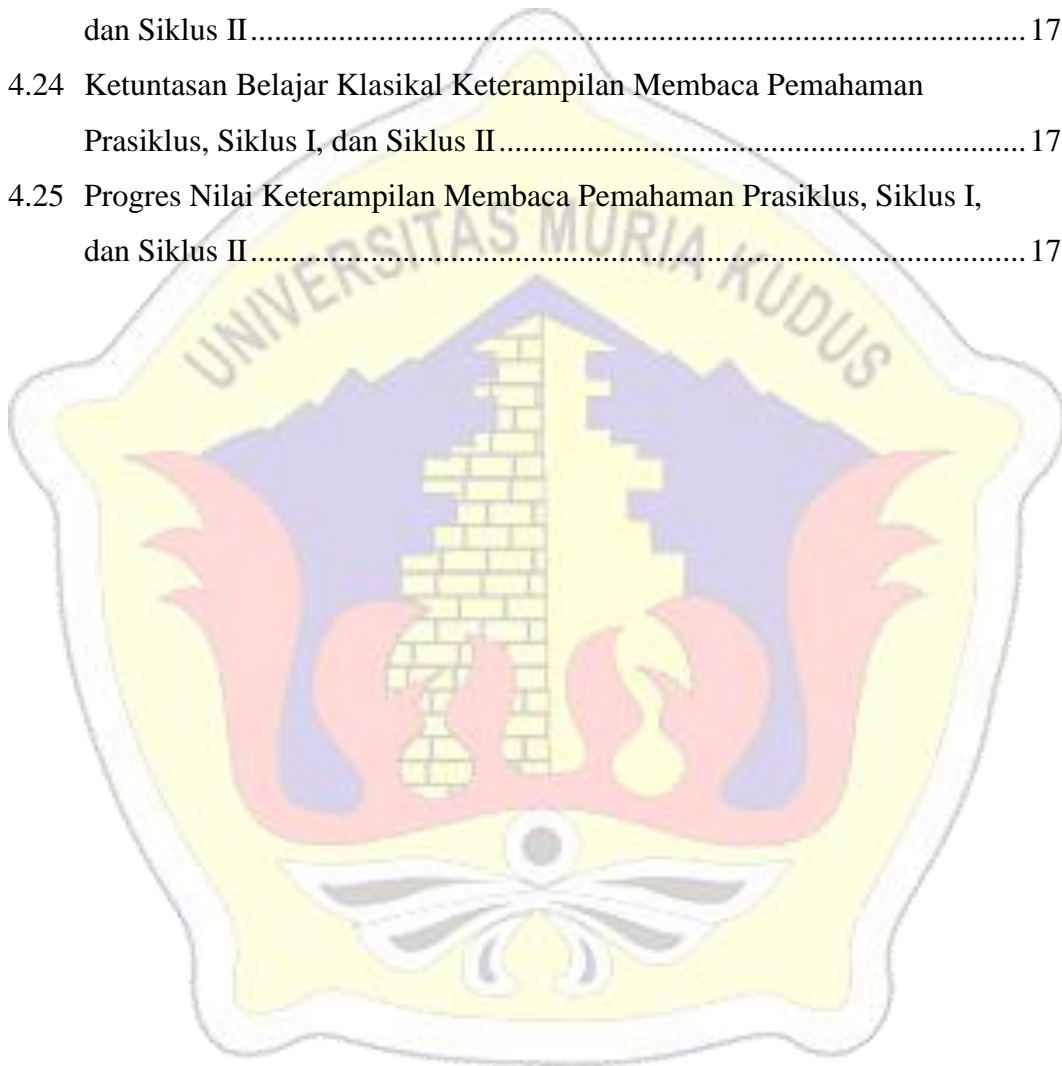 dan Siklus II.................................................................................................. 17
4.24 Ketuntasan Belajar Klasikal Keterampilan Membaca Pemahaman
Prasiklus, Siklus I, dan Siklus II................................................................... 17
4.25 Progres Nilai Keterampilan Membaca Pemahaman Prasiklus, Siklus I,
dan Siklus II.................................................................................................. 17
UNIVERSITAS MURIA KUDUS